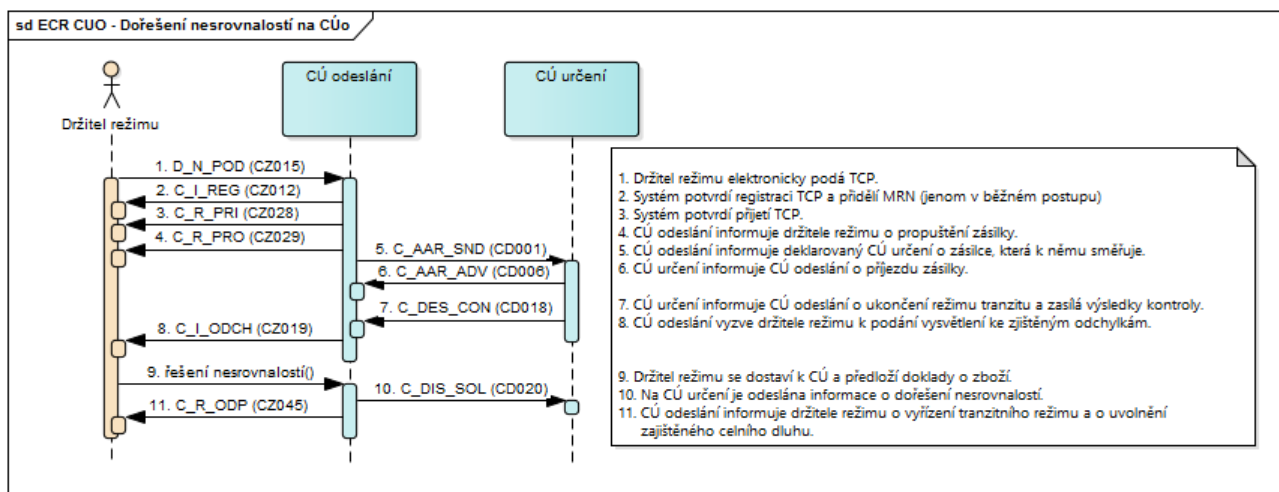 sd ECR CUO - Dořešení nesrovnalostí na CÚo
CÚ odeslání
CÚ určení
Držitel režimu
1. D_N_POD (CZ015)
2. C_I_REG (CZ012)
3. C_R_PRI (CZ028)
4. C_R_PRO (CZ029)
5. C_AAR_SND (CD001)
6. C_AAR_ADV (CD006)
7. C_DES_CON (CD018)
8. C_I_ODCH (CZ019)
9. řešení nesrovnalostí()
10. C_DIS_SOL (CD020)
11. C_R_ODP (CZ045)
1. Držitel režimu elektronicky podá TCP.
2. Systém potvrdí registraci TCP a přidělí MRN (jenom v běžném postupu)
3. Systém potvrdí přijetí TCP.
4. CÚ odeslání informuje držitele režimu o propuštění zásilky.
5. CÚ odeslání informuje deklarovaný CÚ určení o zásilce, která k němu směřuje.
6. CÚ určení informuje CÚ odeslání o příjezdu zásilky.
7. CÚ určení informuje CÚ odeslání o ukončení režimu tranzitu a zasílá výsledky kontroly.
8. CÚ odeslání vyzve držitele režimu k podání vysvětlení ke zjištěným odchylkám.
9. Držitel režimu se dostaví k CÚ a předloží doklady o zboží.
10. Na CÚ určení je odeslána informace o dořešení nesrovnalostí.
11. CÚ odeslání informuje držitele režimu o vyřízení tranzitního režimu a o uvolnění
zajištěného celního dluhu.